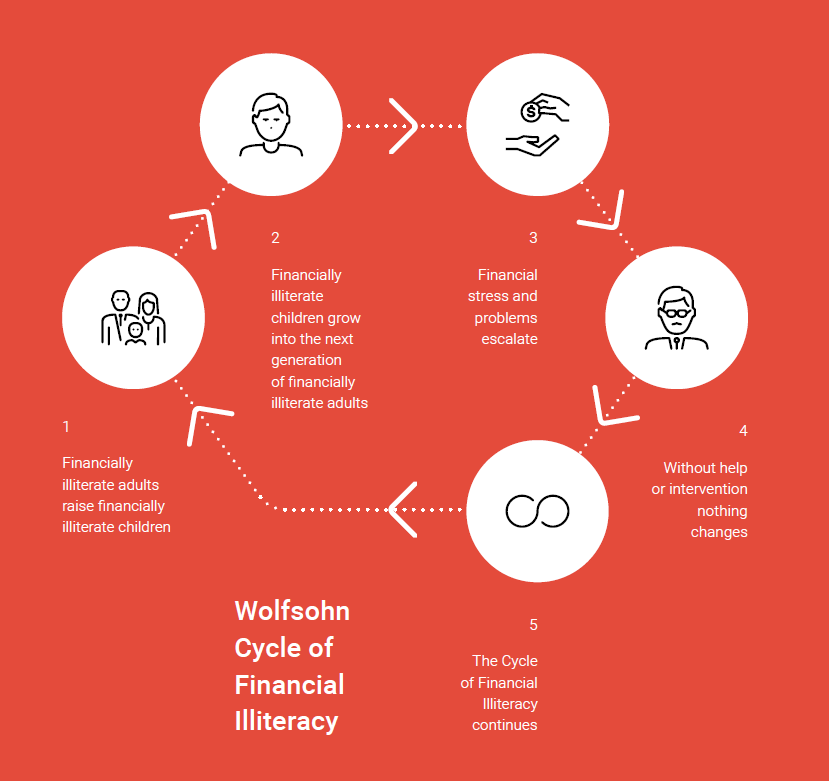 1
Financially
illiterate adults
raise financially
illiterate children
2
Financially
illiterate
children grow
into the next
generation
of financially
illiterate adults
3
Financial
stress and
problems
escalate
4
Without help
or intervention
nothing
changes
5
The Cycle
of Financial
Illiteracy
continues
Wolfsohn
Cycle of
Financial
Illiteracy
$